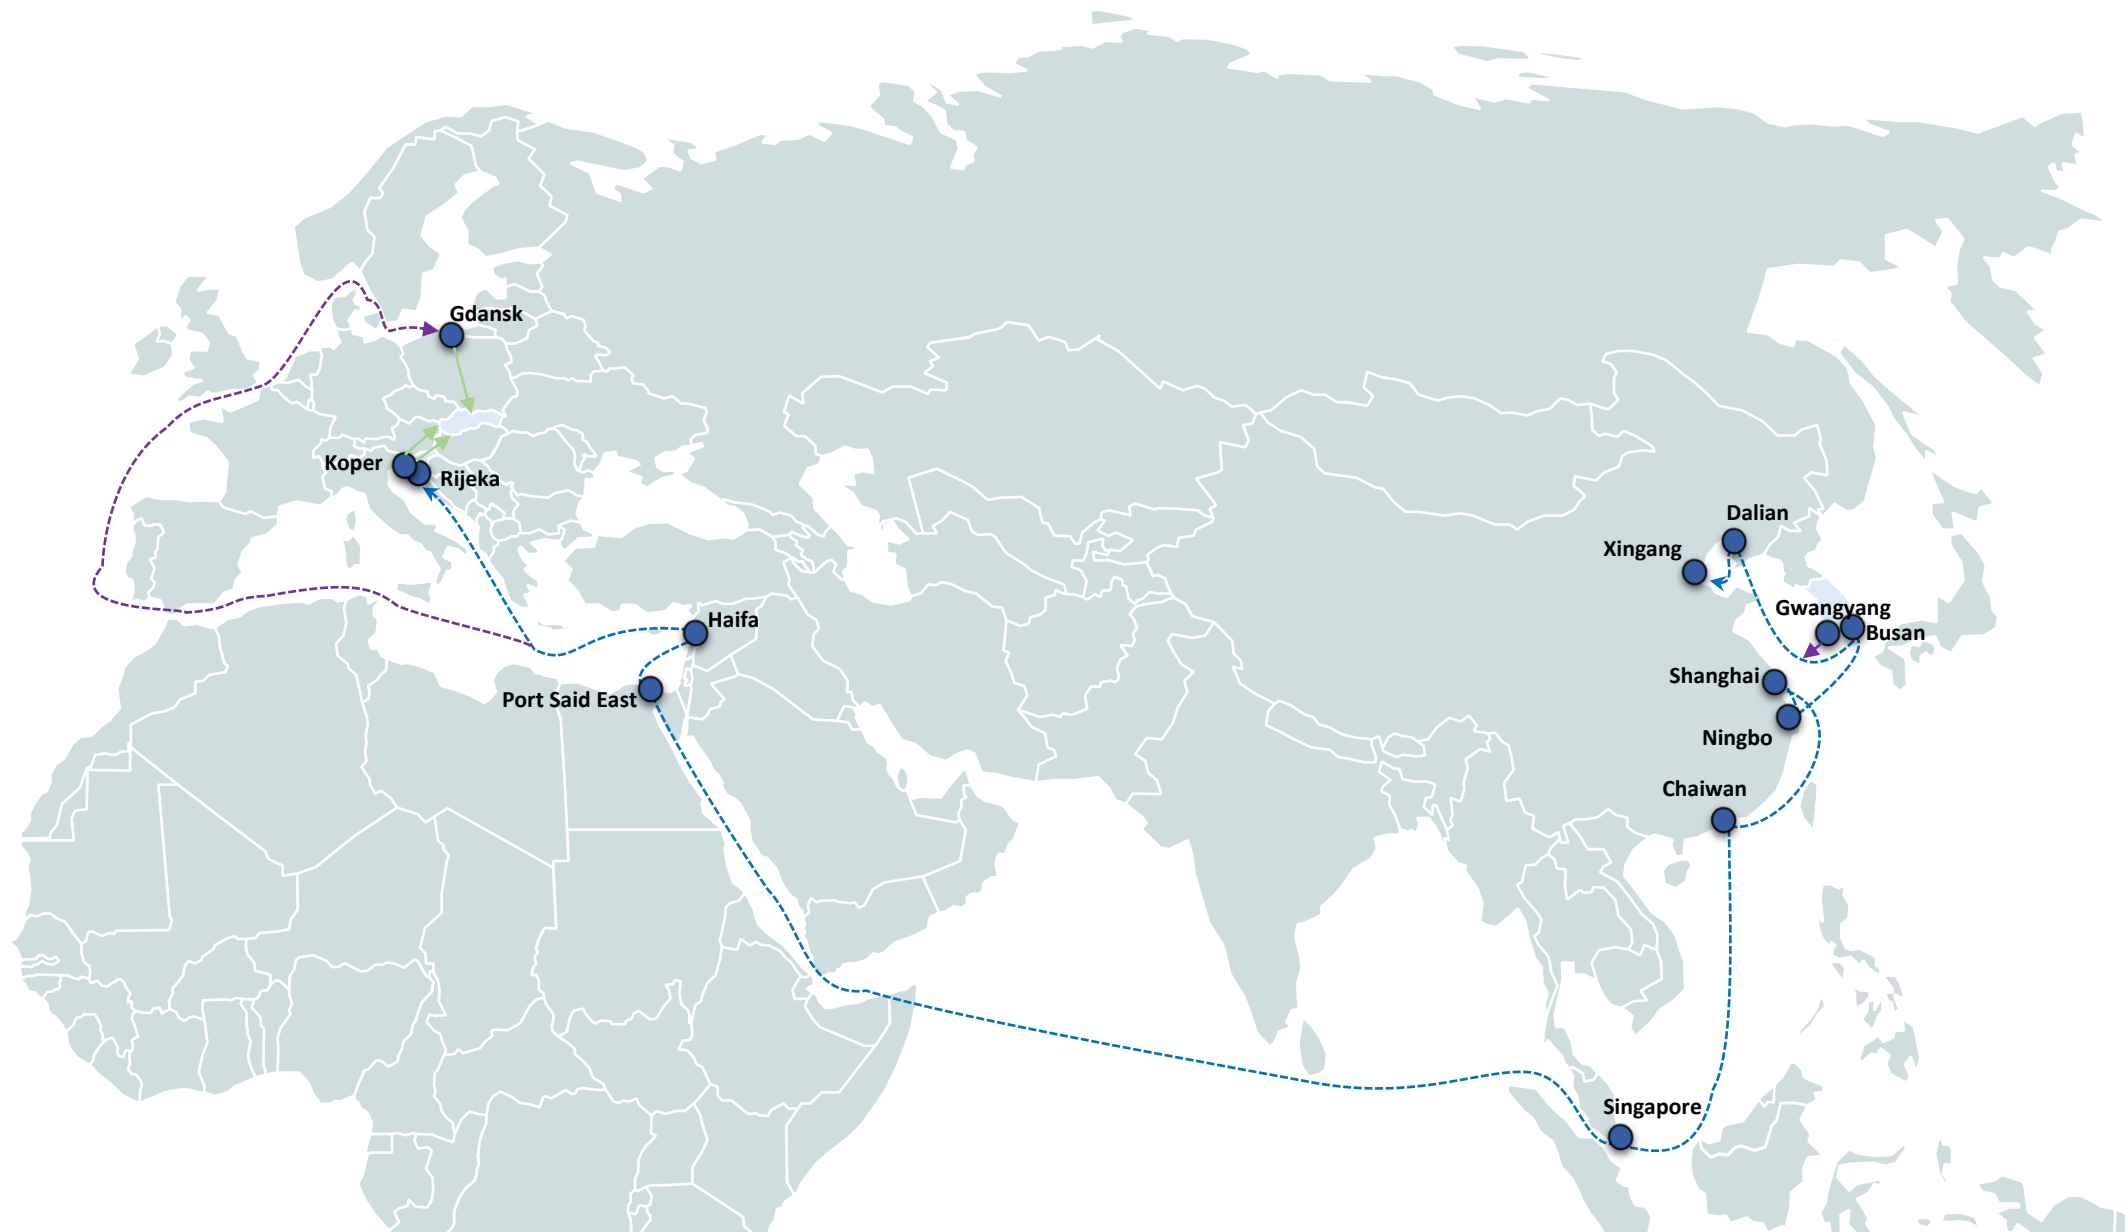 Gdansk
Koper
Rijeka
Dalian
Xingang
Gwangyang
Haifa
Busan
Shanghai
Port Said East
Ningbo
Chaiwan
Singapore